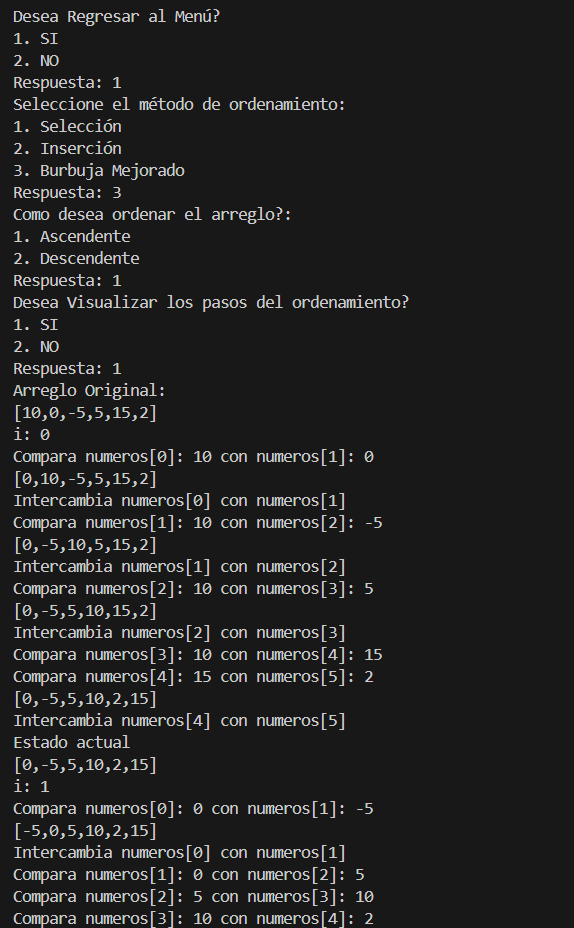 Desea Regresar al Menú?
1. SI
2. NO
Respuesta: 1
Seleccione el método de ordenamiento:
1. Selección
2. Inserción
3. Burbuja Mejorado
Respuesta: 3
Como desea ordenar el arreglo?:
1. Ascendente
2. Descendente
Respuesta: 1
Desea Visualizar los pasos del ordenamiento?
1. SI
2. NO
Respuesta: 1
Arreglo Original:
[10,0,-5,5,15,2]
i: 0
Compara numeros[0]: 10 con numeros[1]: 0
[0,10,-5,5,15,2]
Intercambia numeros[0] con numeros[1]
Compara numeros[1]: 10 con numeros[2]: -5
[0,-5,10,5,15,2]
Intercambia numeros[1] con numeros[2]
Compara numeros[2]: 10 con numeros[3]: 5
[0,-5,5,10,15,2]
Intercambia numeros[2] con numeros[3]
Compara numeros[3]: 10 con numeros[4]: 15
Compara numeros[4]: 15 con numeros[5]: 2
[0,-5,5,10,2,15]
Intercambia numeros[4] con numeros[5]
Estado actual
[0,-5,5,10,2,15]
i: 1
Compara numeros[0]: 0 con numeros[1]: -5
[-5,0,5,10,2,15]
Intercambia numeros[0] con numeros[1]
Compara numeros[1]: 0 con numeros[2]: 5
Compara numeros[2]: 5 con numeros[3]: 10
Compara numeros[3]: 10 con numeros[4]: 2